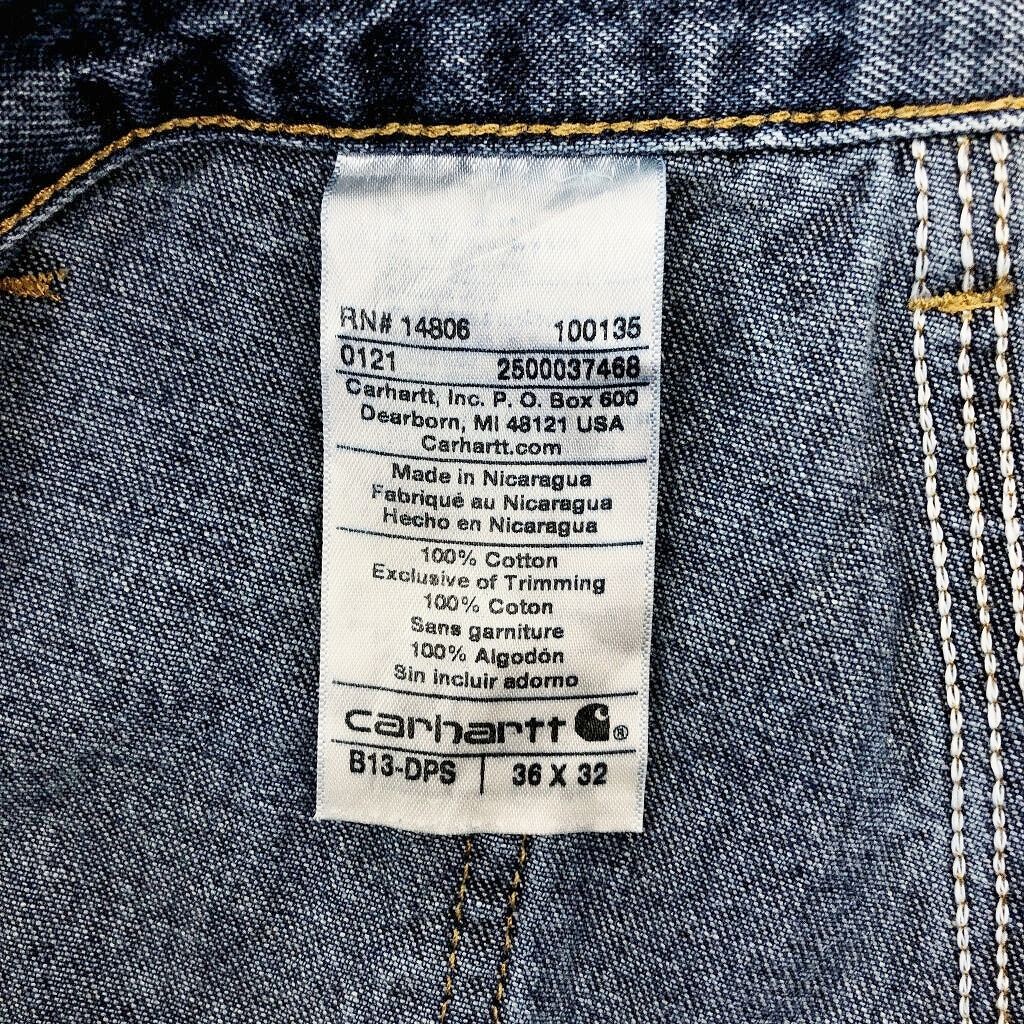 RN# 14806 100135
0121 2500037468
Carhartt, Inc. P. O. Box 600
Dearborn, MI 48121 USA
Carhartt.com
Made in Nicaragua
Fabriqué au Nicaragua
Hecho en Nicaragua
100% Cotton
Exclusive of Trimming
100% Coton
Sans garniture
100% Algodón
Sin incluir adorno
carhartt ®
B13-DPS 36 X 32